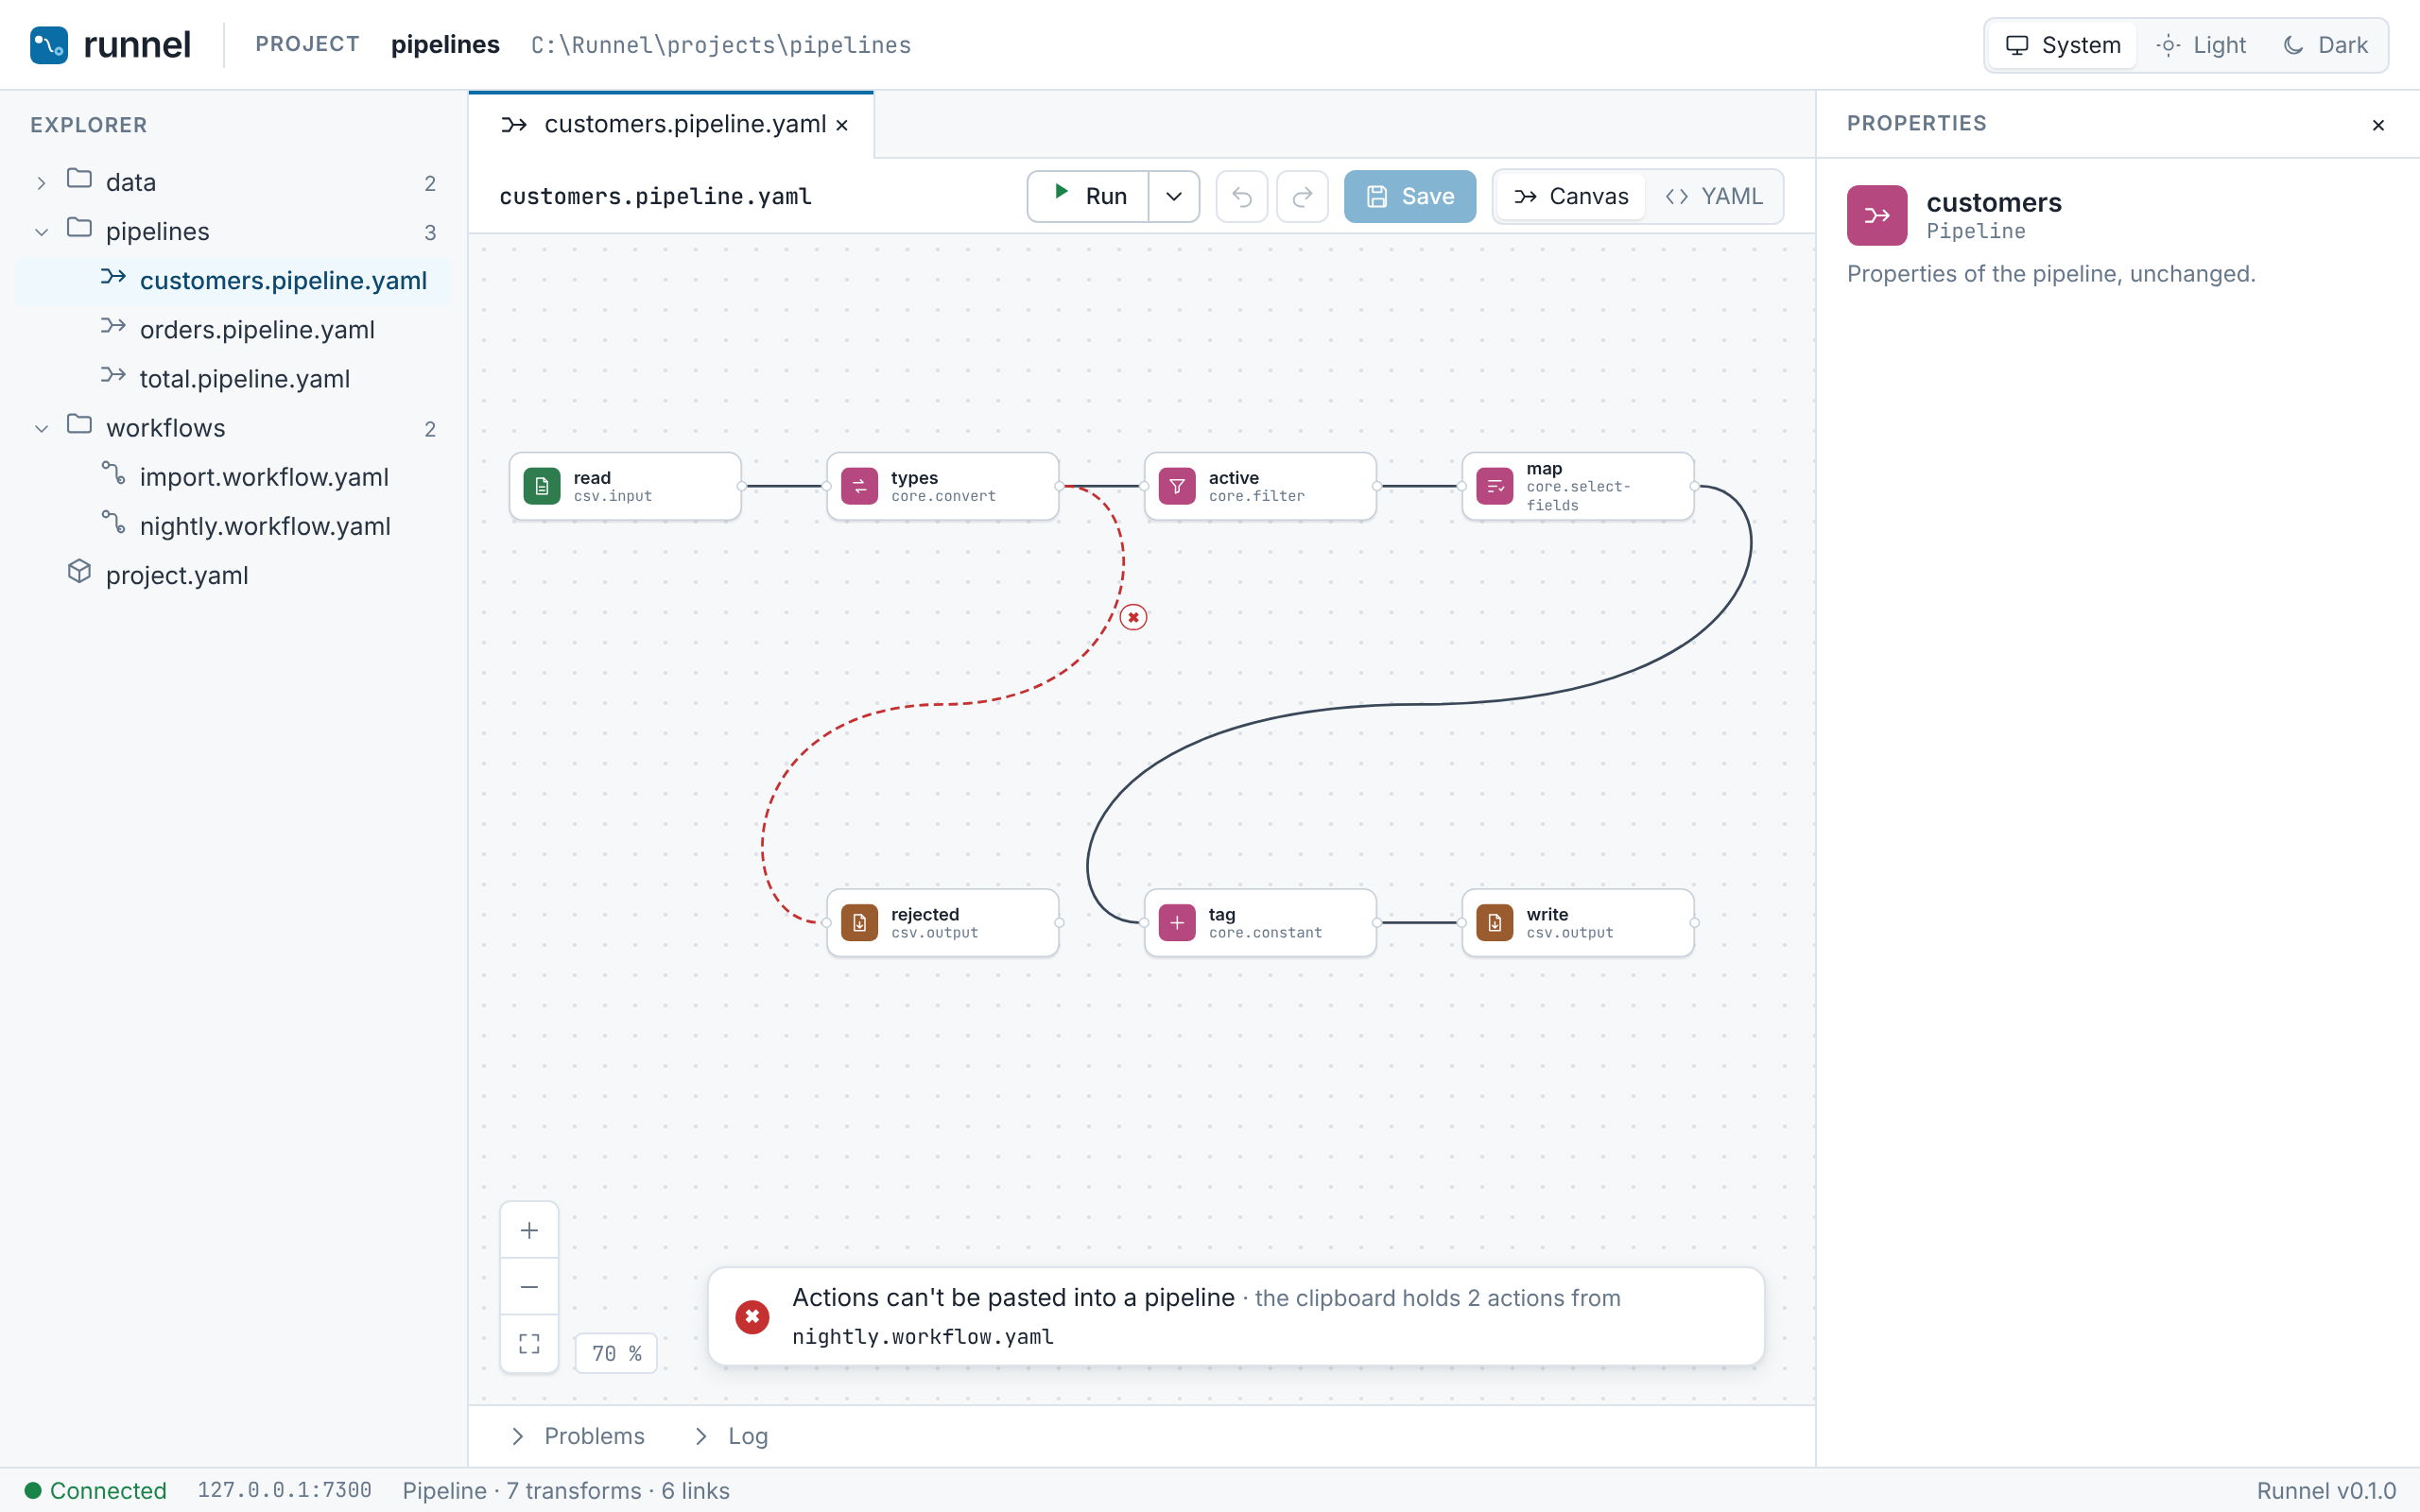 runnel
PROJECT pipelines C:\Runnel\projects\pipelines
System Light Dark
EXPLORER
data 2
pipelines 3
customers.pipeline.yaml
orders.pipeline.yaml
total.pipeline.yaml
workflows 2
import.workflow.yaml
nightly.workflow.yaml
project.yaml
customers.pipeline.yaml
customers.pipeline.yaml
Run
Save
Canvas
YAML
read
csv.input
types
core.convert
active
core.filter
map
core.select-
fields
rejected
csv.output
tag
core.constant
write
csv.output
70 %
Actions can't be pasted into a pipeline · the clipboard holds 2 actions from
nightly.workflow.yaml
Problems
Log
PROPERTIES
customers
Pipeline
Properties of the pipeline, unchanged.
Connected 127.0.0.1:7300 Pipeline · 7 transforms · 6 links
Runnel v0.1.0